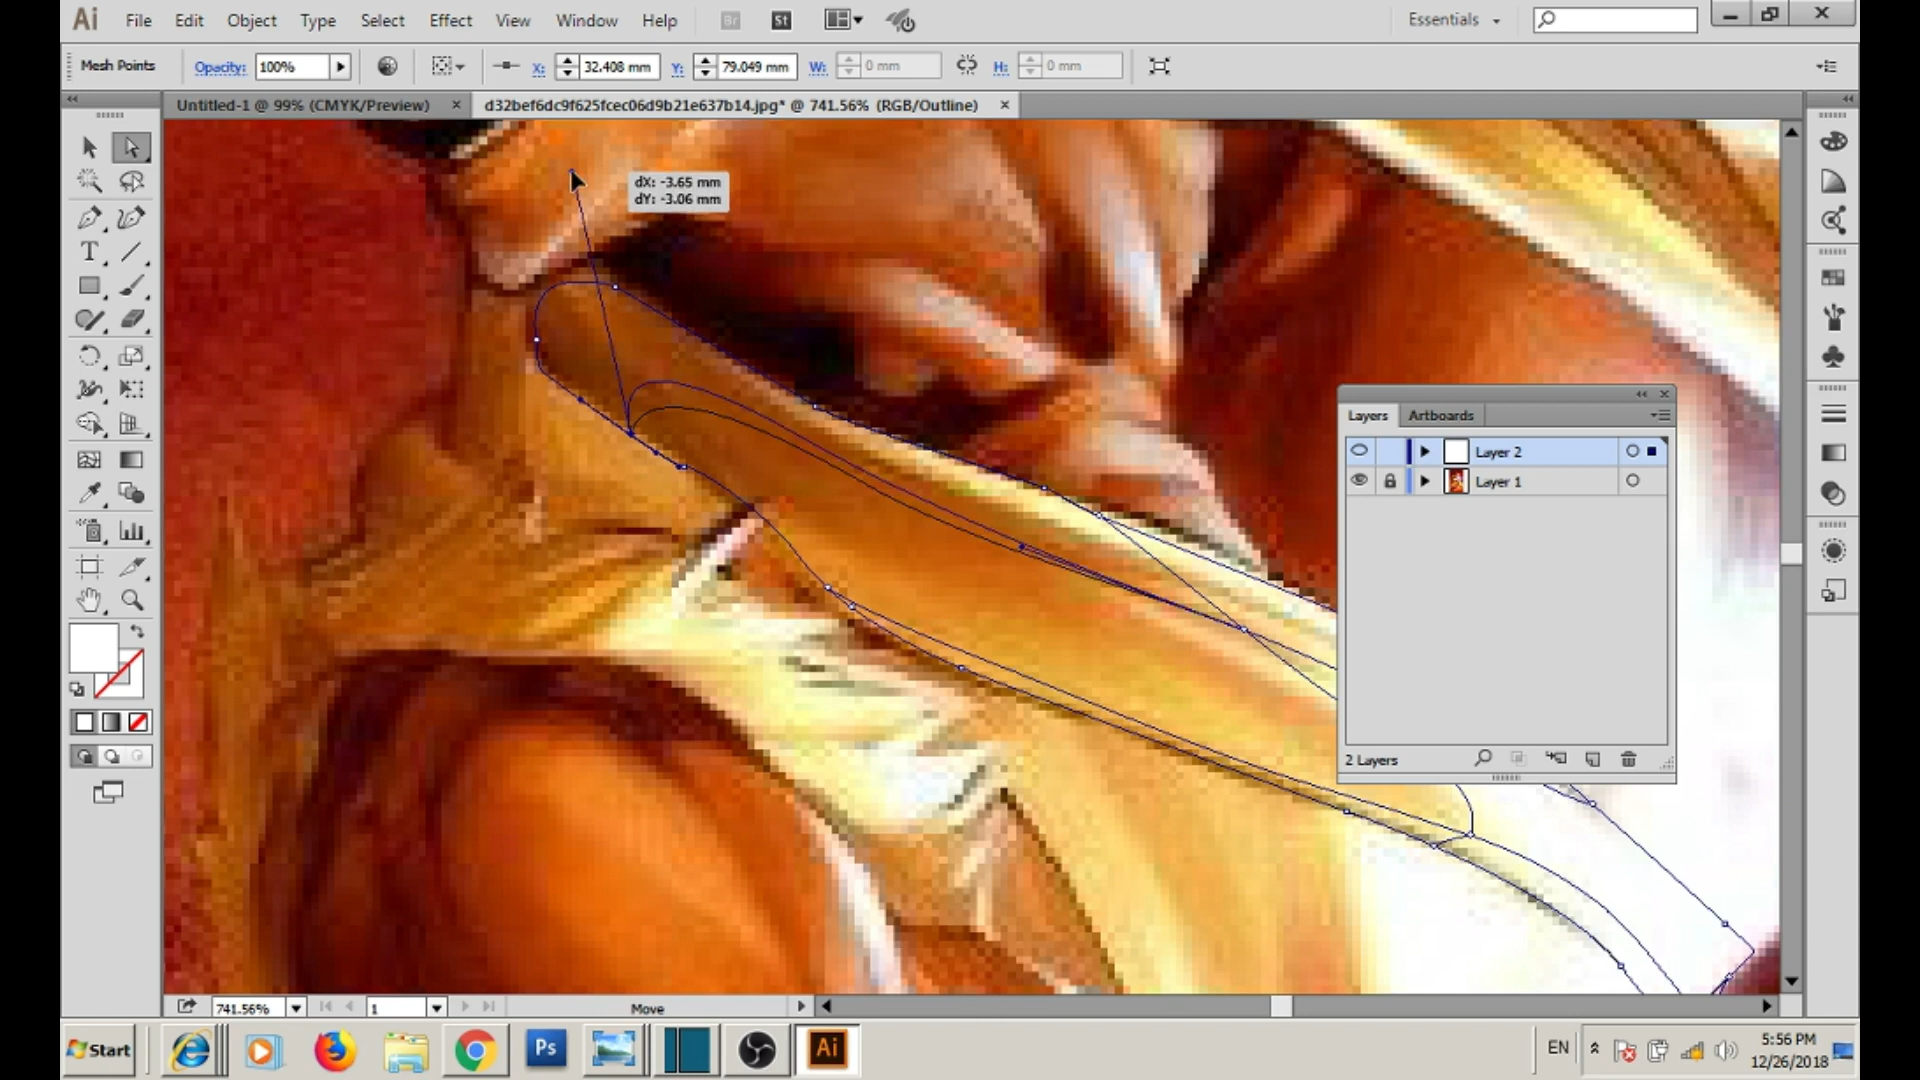 Ai File Edit Object Type Select Effect View Window Help Br St Essentials
Mesh Points Opacity: 100% X: 32.408 mm Y: 79.049 mm W: 0 mm H: 0 mm
Untitled-1 @ 99% (CMYK/Preview) d32bef6dc9f625fcec06d9b21e637b14.jpg* @ 741.56% (RGB/Outline)
dX: -3.65 mm
dY: -3.06 mm
T
Layers Artboards
Layer 2
Layer 1
2 Layers
741.56% 1 Move
Start Ps Ai EN 5:56 PM
12/26/2018